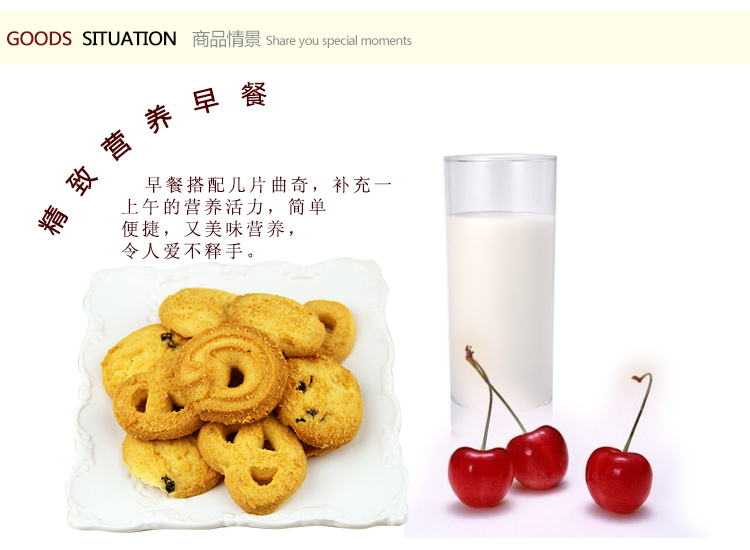 GOODS SITUATION 商品情景 Share you special moments
精致营养早餐
早餐搭配几片曲奇，补充一
上午的营养活力，简单
便捷，又美味营养，
令人爱不释手。